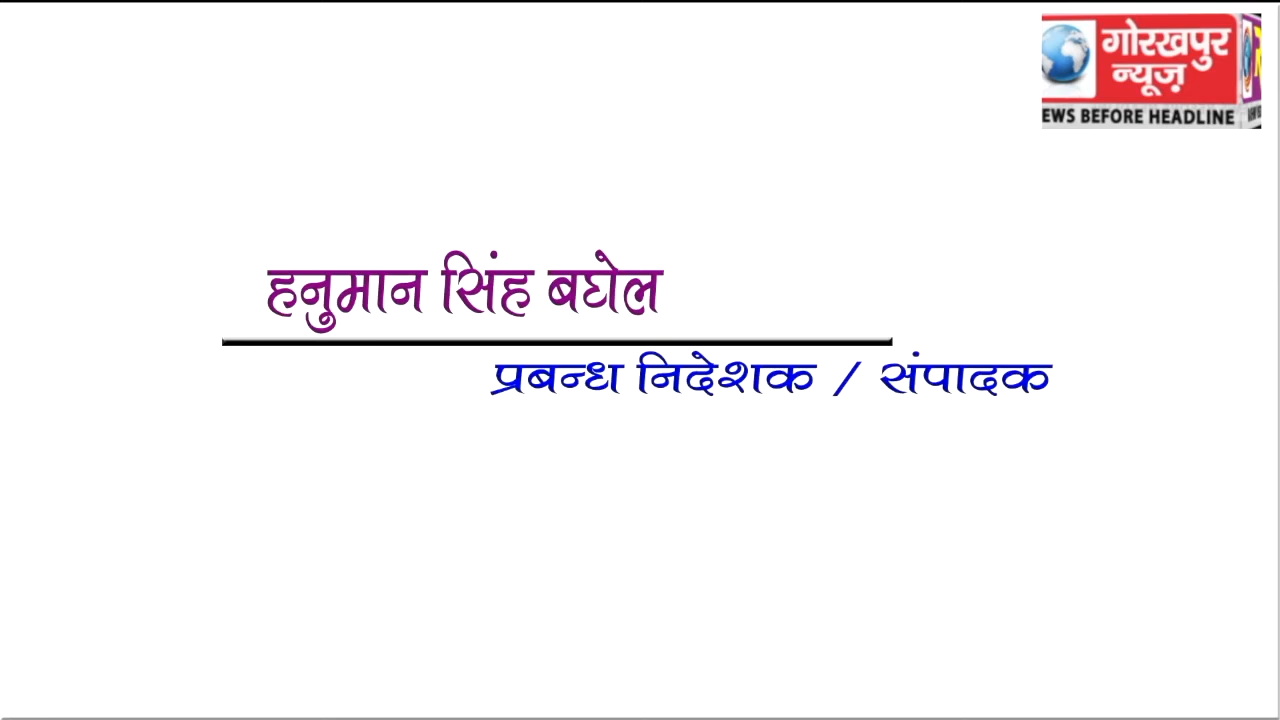 गोरखपुर
न्यूज़
EWS BEFORE HEADLINE
हनुमान सिंह बघेल
प्रबन्ध निदेशक / संपादक